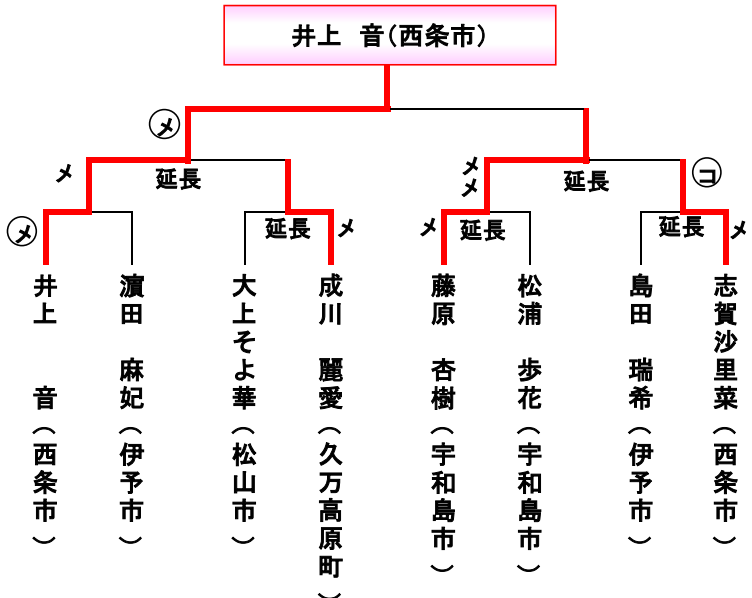 井上　音（西条市）
㋱
メ
延長
メメ
延長
㋙
㋱
延長
メ
メ
延長
延長
メ
井上　音（西条市）
濵田　麻妃（伊予市）
大上そよ華（松山市）
成川　麗愛（久万高原町）
藤原　杏樹（宇和島市）
松浦　歩花（宇和島市）
島田　瑞希（伊予市）
志賀沙里菜（西条市）